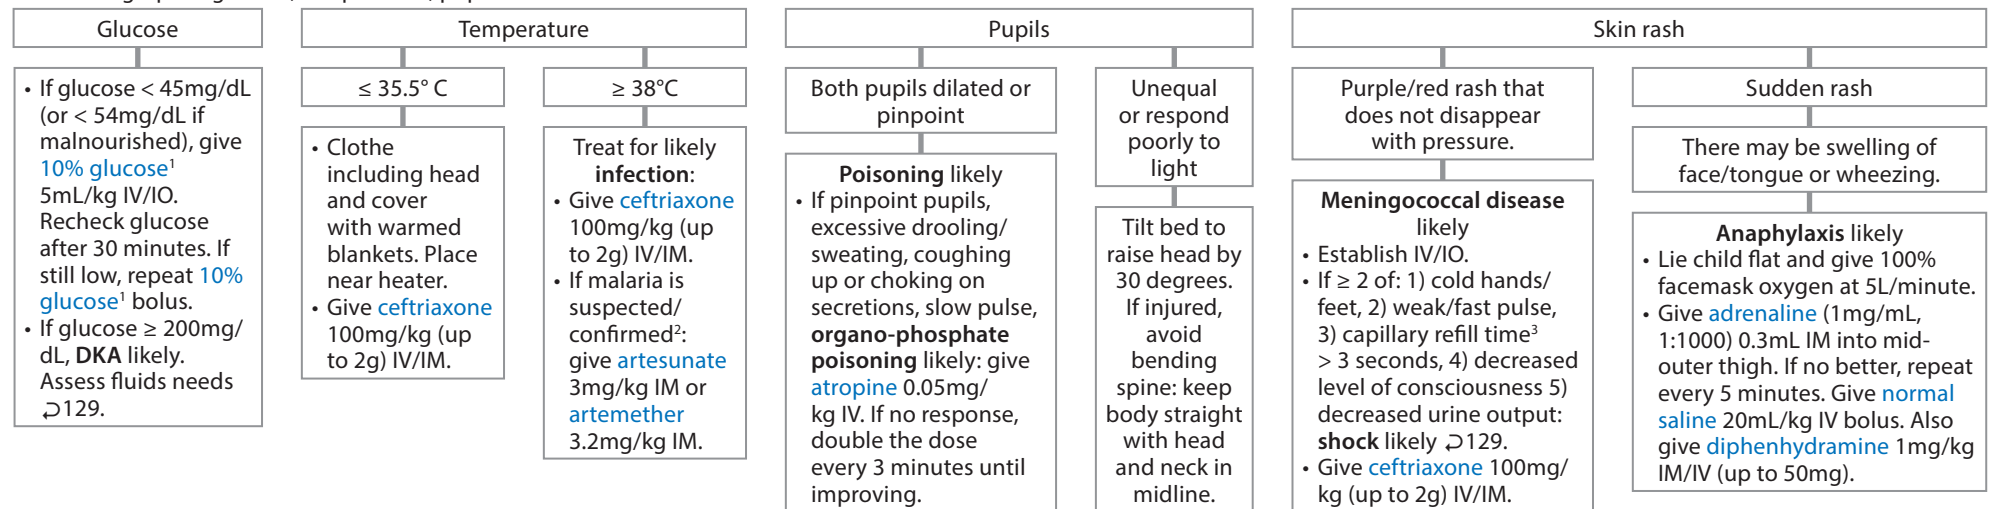 Glucose
• If glucose < 45mg/dL
(or < 54mg/dL if
malnourished), give
10% glucose¹
5mL/kg IV/IO.
Recheck glucose
after 30 minutes. If
still low, repeat 10%
glucose¹ bolus.
• If glucose ≥ 200mg/
dL, DKA likely.
Assess fluids needs
⮌129.
Temperature
≤ 35.5° C
• Clothe
including head
and cover
with warmed
blankets. Place
near heater.
• Give ceftriaxone
100mg/kg (up
to 2g) IV/IM.
≥ 38°C
Treat for likely
infection:
• Give ceftriaxone
100mg/kg (up
to 2g) IV/IM.
• If malaria is
suspected/
confirmed²:
give artesunate
3mg/kg IM or
artemether
3.2mg/kg IM.
Pupils
Both pupils dilated or
pinpoint
Poisoning likely
• If pinpoint pupils,
excessive drooling/
sweating, coughing
up or choking on
secretions, slow pulse,
organo-phosphate
poisoning likely: give
atropine 0.05mg/
kg IV. If no response,
double the dose
every 3 minutes until
improving.
Unequal
or respond
poorly to
light
Tilt bed to
raise head by
30 degrees.
If injured,
avoid
bending
spine: keep
body straight
with head
and neck in
midline.
Skin rash
Purple/red rash that
does not disappear
with pressure.
Meningococcal disease
likely
• Establish IV/IO.
• If ≥ 2 of: 1) cold hands/
feet, 2) weak/fast pulse,
3) capillary refill time³
> 3 seconds, 4) decreased
level of consciousness 5)
decreased urine output:
shock likely ⮌129.
• Give ceftriaxone 100mg/
kg (up to 2g) IV/IM.
Sudden rash
There may be swelling of
face/tongue or wheezing.
Anaphylaxis likely
• Lie child flat and give 100%
facemask oxygen at 5L/minute.
• Give adrenaline (1mg/mL,
1:1000) 0.3mL IM into mid-
outer thigh. If no better, repeat
every 5 minutes. Give normal
saline 20mL/kg IV bolus. Also
give diphenhydramine 1mg/kg
IM/IV (up to 50mg).